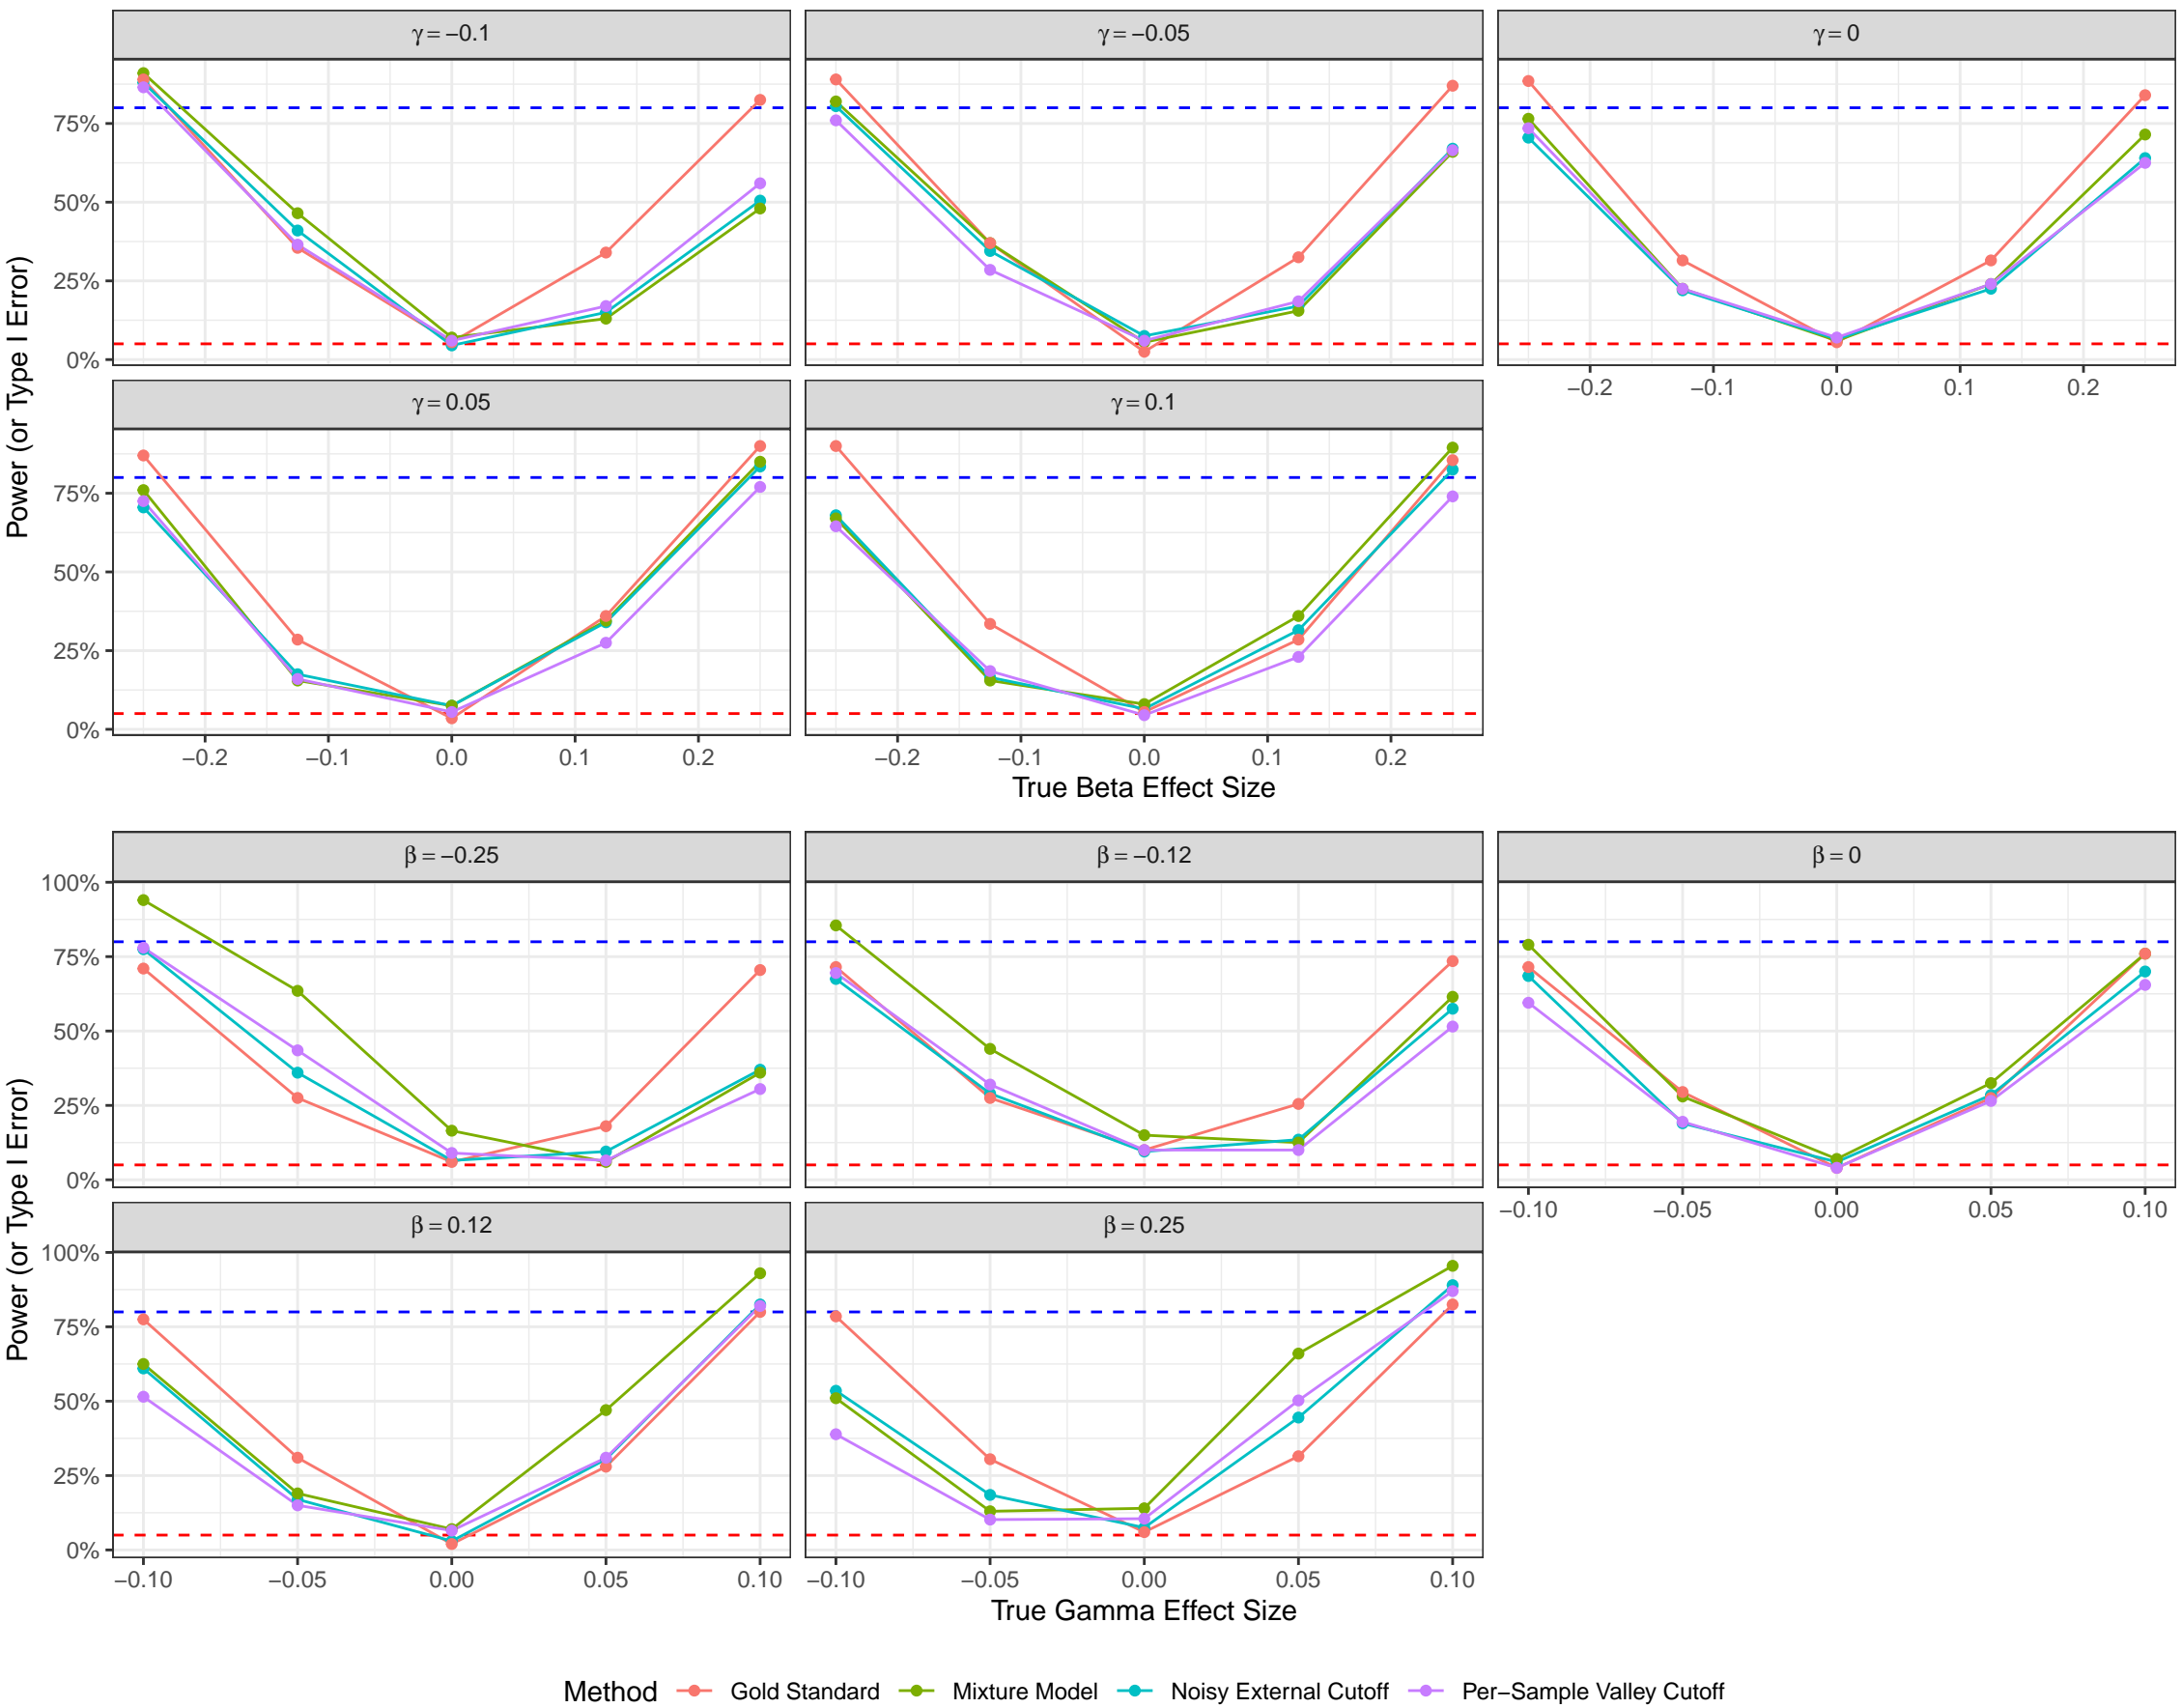 γ = −0.1
γ = −0.05
γ = 0
75%
50%
25%
0%
−0.2 −0.1 0.0 0.1 0.2
γ = 0.05
γ = 0.1
75%
50%
25%
0%
−0.2 −0.1 0.0 0.1 0.2
−0.2 −0.1 0.0 0.1 0.2
True Beta Effect Size
Power (or Type I Error)
β = −0.25
β = −0.12
β = 0
100%
75%
50%
25%
0%
−0.10 −0.05 0.00 0.05 0.10
β = 0.12
β = 0.25
100%
75%
50%
25%
0%
−0.10 −0.05 0.00 0.05 0.10
−0.10 −0.05 0.00 0.05 0.10
True Gamma Effect Size
Power (or Type I Error)
Method Gold Standard Mixture Model Noisy External Cutoff Per−Sample Valley Cutoff